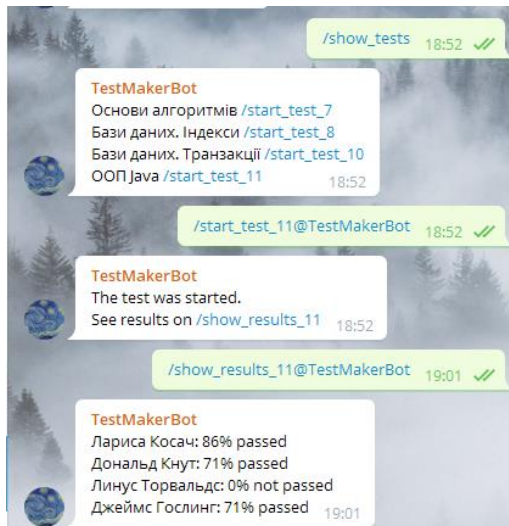 /show_tests 18:52
TestMakerBot
Основи алгоритмів /start_test_7
Бази даних. Індекси /start_test_8
Бази даних. Транзакції /start_test_10
ООП Java /start_test_11
18:52
/start_test_11@TestMakerBot 18:52
TestMakerBot
The test was started.
See results on /show_results_11 18:52
/show_results_11@TestMakerBot 19:01
TestMakerBot
Лариса Косач: 86% passed
Дональд Кнут: 71% passed
Линус Торвальдс: 0% not passed
Джеймс Гослинг: 71% passed 19:01